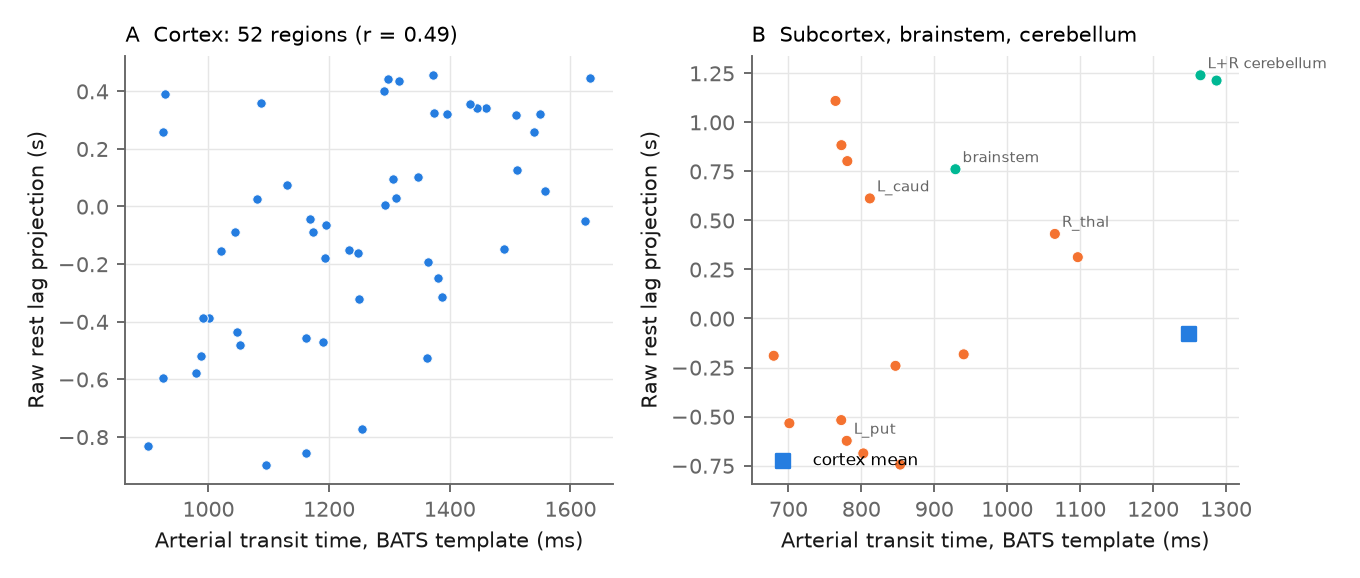 A  Cortex: 52 regions (r = 0.49)
Raw rest lag projection (s)
0.4
0.2
0.0
−0.2
−0.4
−0.6
−0.8
1000
1200
1400
1600
Arterial transit time, BATS template (ms)
B  Subcortex, brainstem, cerebellum
Raw rest lag projection (s)
1.25
1.00
0.75
0.50
0.25
0.00
−0.25
−0.50
−0.75
L+R cerebellum
brainstem
L_caud
R_thal
L_put
cortex mean
700
800
900
1000
1100
1200
1300
Arterial transit time, BATS template (ms)